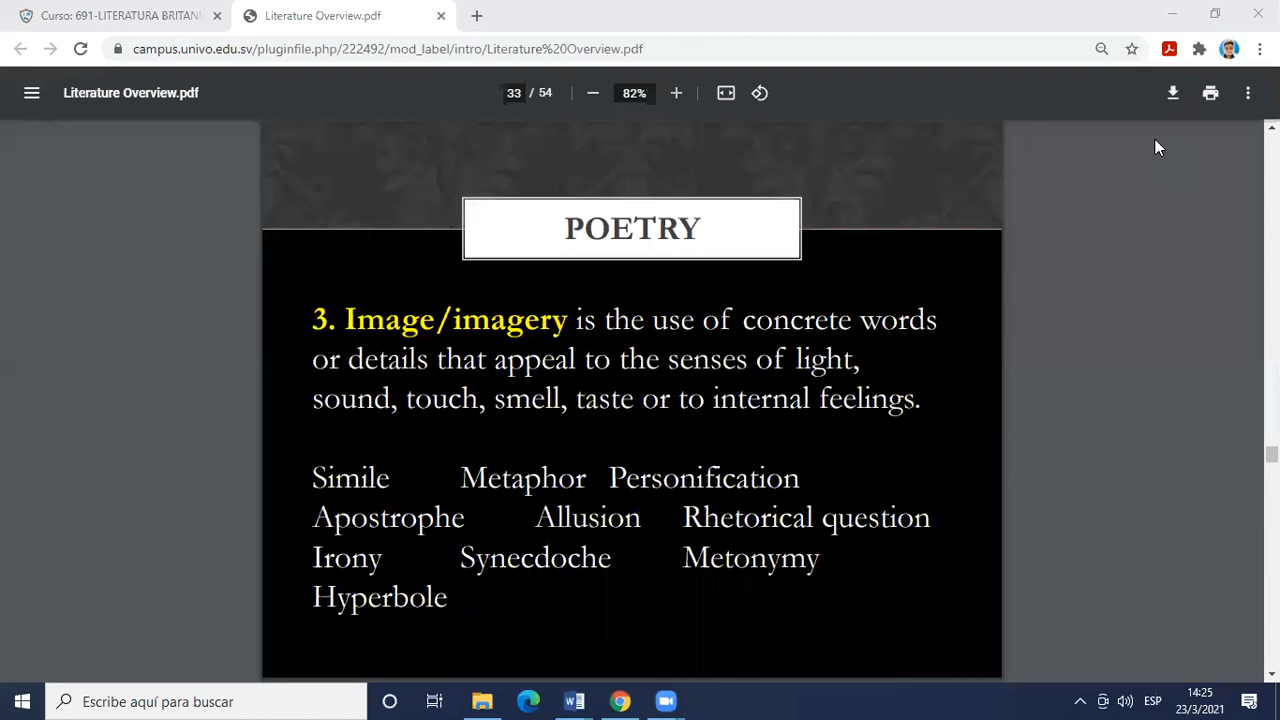 Curso: 691-LITERATURA BRITANI
Literature Overview.pdf
campus.univo.edu.sv/pluginfile.php/222492/mod_label/intro/Literature%20Overview.pdf
Literature Overview.pdf
33 / 54
82%
POETRY
3. Image/imagery is the use of concrete words
or details that appeal to the senses of light,
sound, touch, smell, taste or to internal feelings.
Simile Metaphor Personification
Apostrophe Allusion Rhetorical question
Irony Synecdoche Metonymy
Hyperbole
Escribe aquí para buscar
ESP
14:25
23/3/2021